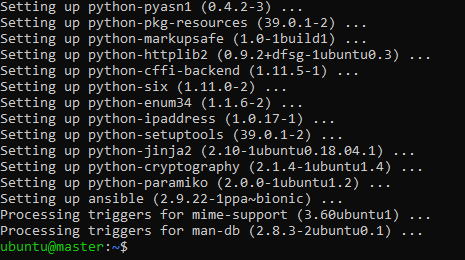 Setting up python-pyasn1 (0.4.2-3) ...
Setting up python-pkg-resources (39.0.1-2) ...
Setting up python-markupsafe (1.0-1build1) ...
Setting up python-httplib2 (0.9.2+dfsg-1ubuntu0.3) ...
Setting up python-cffi-backend (1.11.5-1) ...
Setting up python-six (1.11.0-2) ...
Setting up python-enum34 (1.1.6-2) ...
Setting up python-ipaddress (1.0.17-1) ...
Setting up python-setuptools (39.0.1-2) ...
Setting up python-jinja2 (2.10-1ubuntu0.18.04.1) ...
Setting up python-cryptography (2.1.4-1ubuntu1.4) ...
Setting up python-paramiko (2.0.0-1ubuntu1.2) ...
Setting up ansible (2.9.22-1ppa~bionic) ...
Processing triggers for mime-support (3.60ubuntu1) ...
Processing triggers for man-db (2.8.3-2ubuntu0.1) ...
ubuntu@master:~$